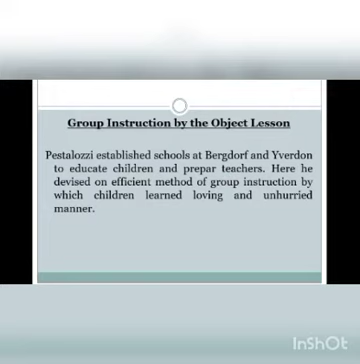 Group Instruction by the Object Lesson
Pestalozzi established schools at Bergdorf and Yverdon
to educate children and prepar teachers. Here he
devised on efficient method of group instruction by
which children learned loving and unhurried
manner.
InShOt